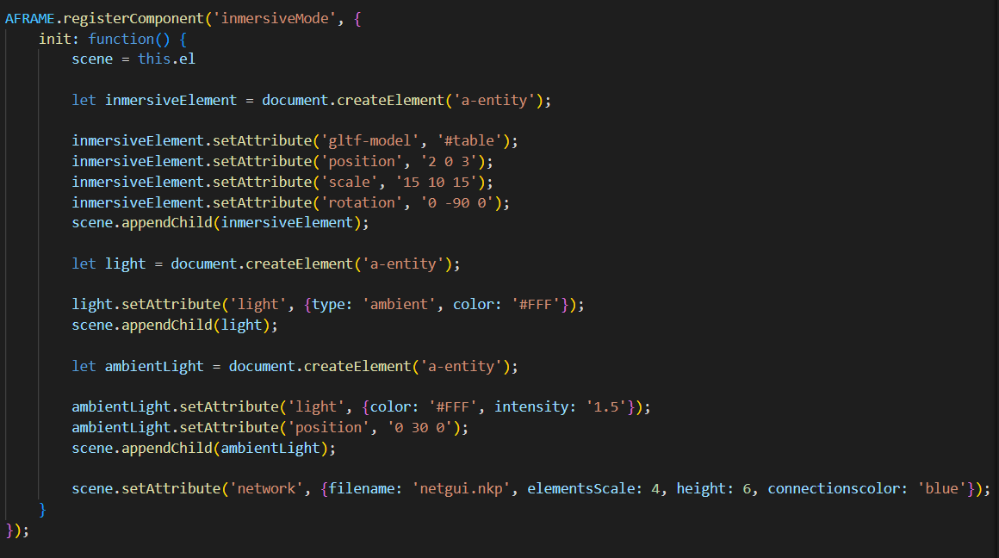 AFRAME.registerComponent('inmersiveMode', {
    init: function() {
        scene = this.el

        let inmersiveElement = document.createElement('a-entity');

        inmersiveElement.setAttribute('gltf-model', '#table');
        inmersiveElement.setAttribute('position', '2 0 3');
        inmersiveElement.setAttribute('scale', '15 10 15');
        inmersiveElement.setAttribute('rotation', '0 -90 0');
        scene.appendChild(inmersiveElement);

        let light = document.createElement('a-entity');

        light.setAttribute('light', {type: 'ambient', color: '#FFF'});
        scene.appendChild(light);

        let ambientLight = document.createElement('a-entity');

        ambientLight.setAttribute('light', {color: '#FFF', intensity: '1.5'});
        ambientLight.setAttribute('position', '0 30 0');
        scene.appendChild(ambientLight);

        scene.setAttribute('network', {filename: 'netgui.nkp', elementsScale: 4, height: 6, connectionscolor: 'blue'});
    }
});